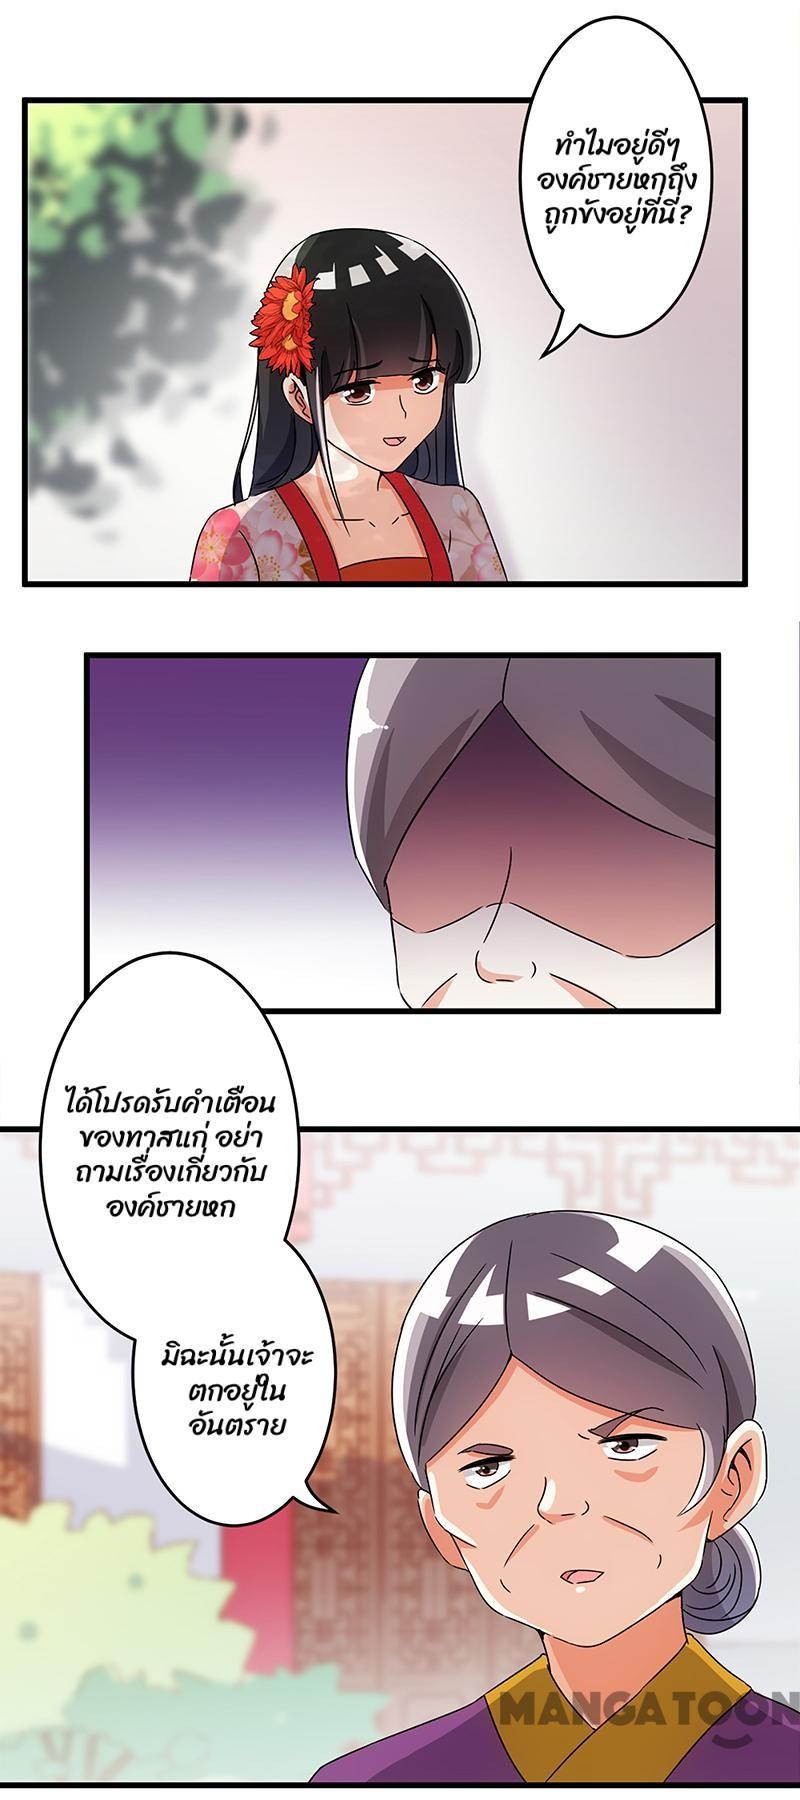 ทำไมอยู่ดีๆ
องค์ชายหกถึง
ถูกขังอยู่ที่นี่?
ได้โปรดรับคำเตือน
ของทาสแก่ อย่า
ถามเรื่องเกี่ยวกับ
องค์ชายหก
มิฉะนั้นเจ้าจะ
ตกอยู่ใน
อันตราย
MANGATOON